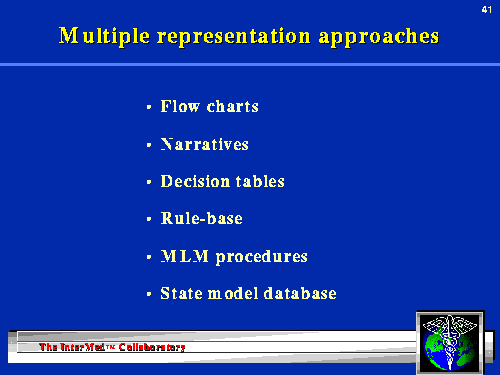 41
Multiple representation approaches
• Flow charts
• Narratives
• Decision tables
• Rule-base
• MLM procedures
• State model database
The InterMed™ Collaboratory